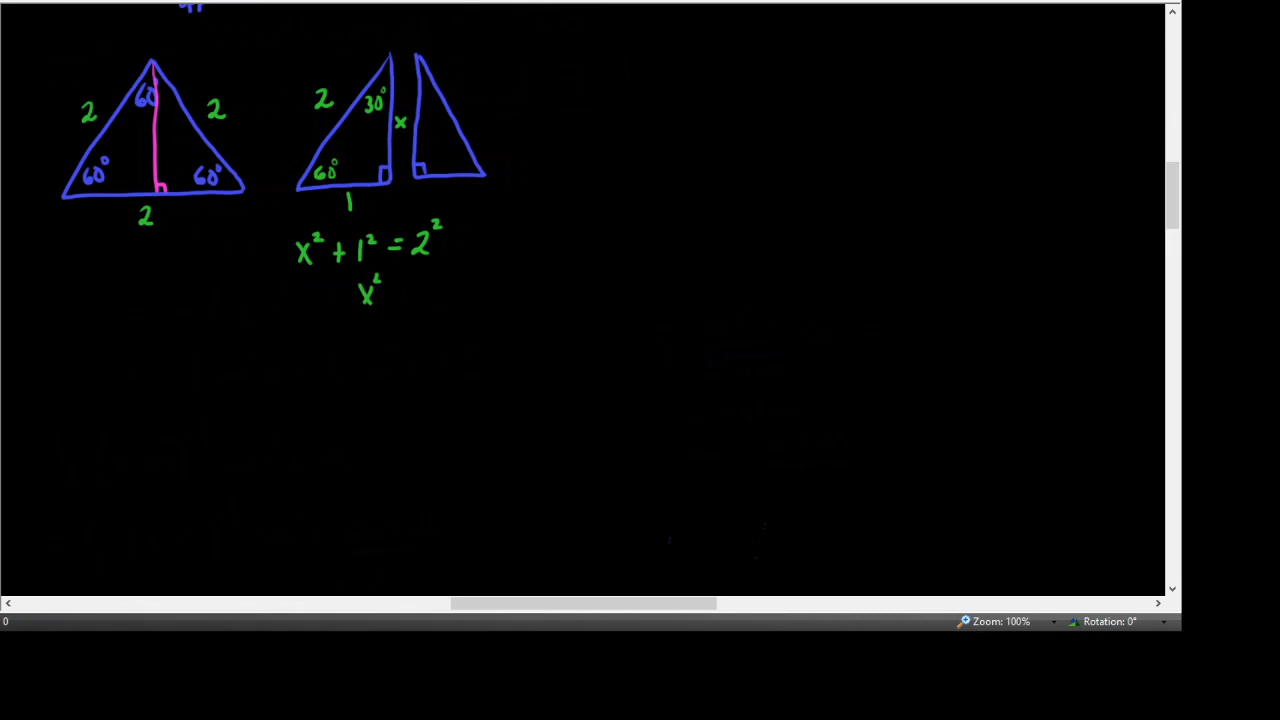 60
2 2
60° 60°
2
2 30°
x
60°
1
x² + 1² = 2²
x²
0 Zoom: 100% Rotation: 0°